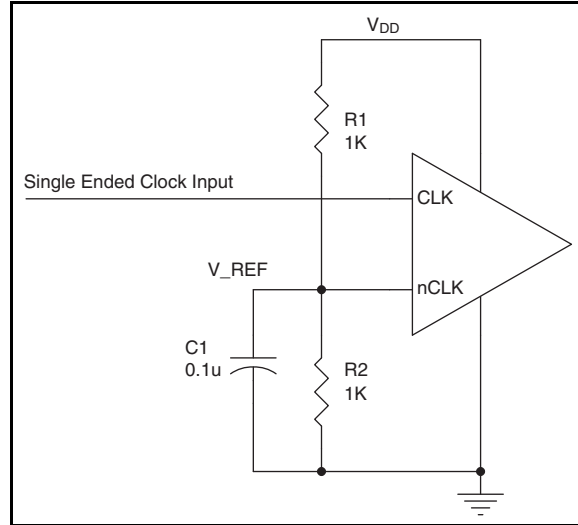 VDD
R1
1K
Single Ended Clock Input
CLK
V_REF
nCLK
C1
0.1u
R2
1K